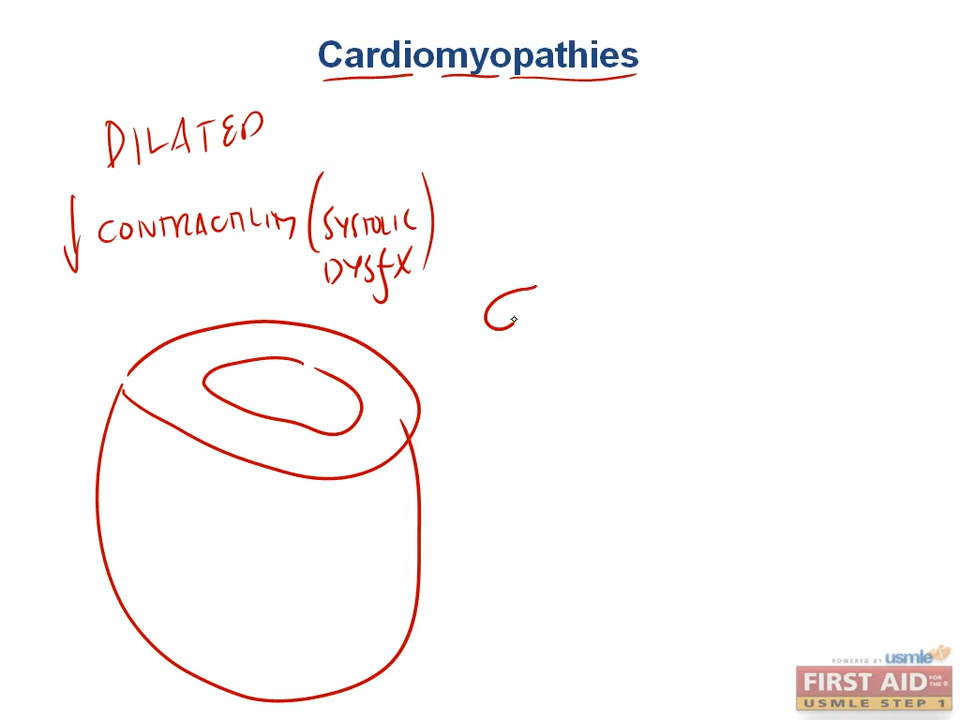 Cardiomyopathies
DILATED
↓ CONTRACTILITY (SYSTOLIC
DYSfX)
POWERED BY usmle
FIRST AID FOR THE®
USMLE STEP 1